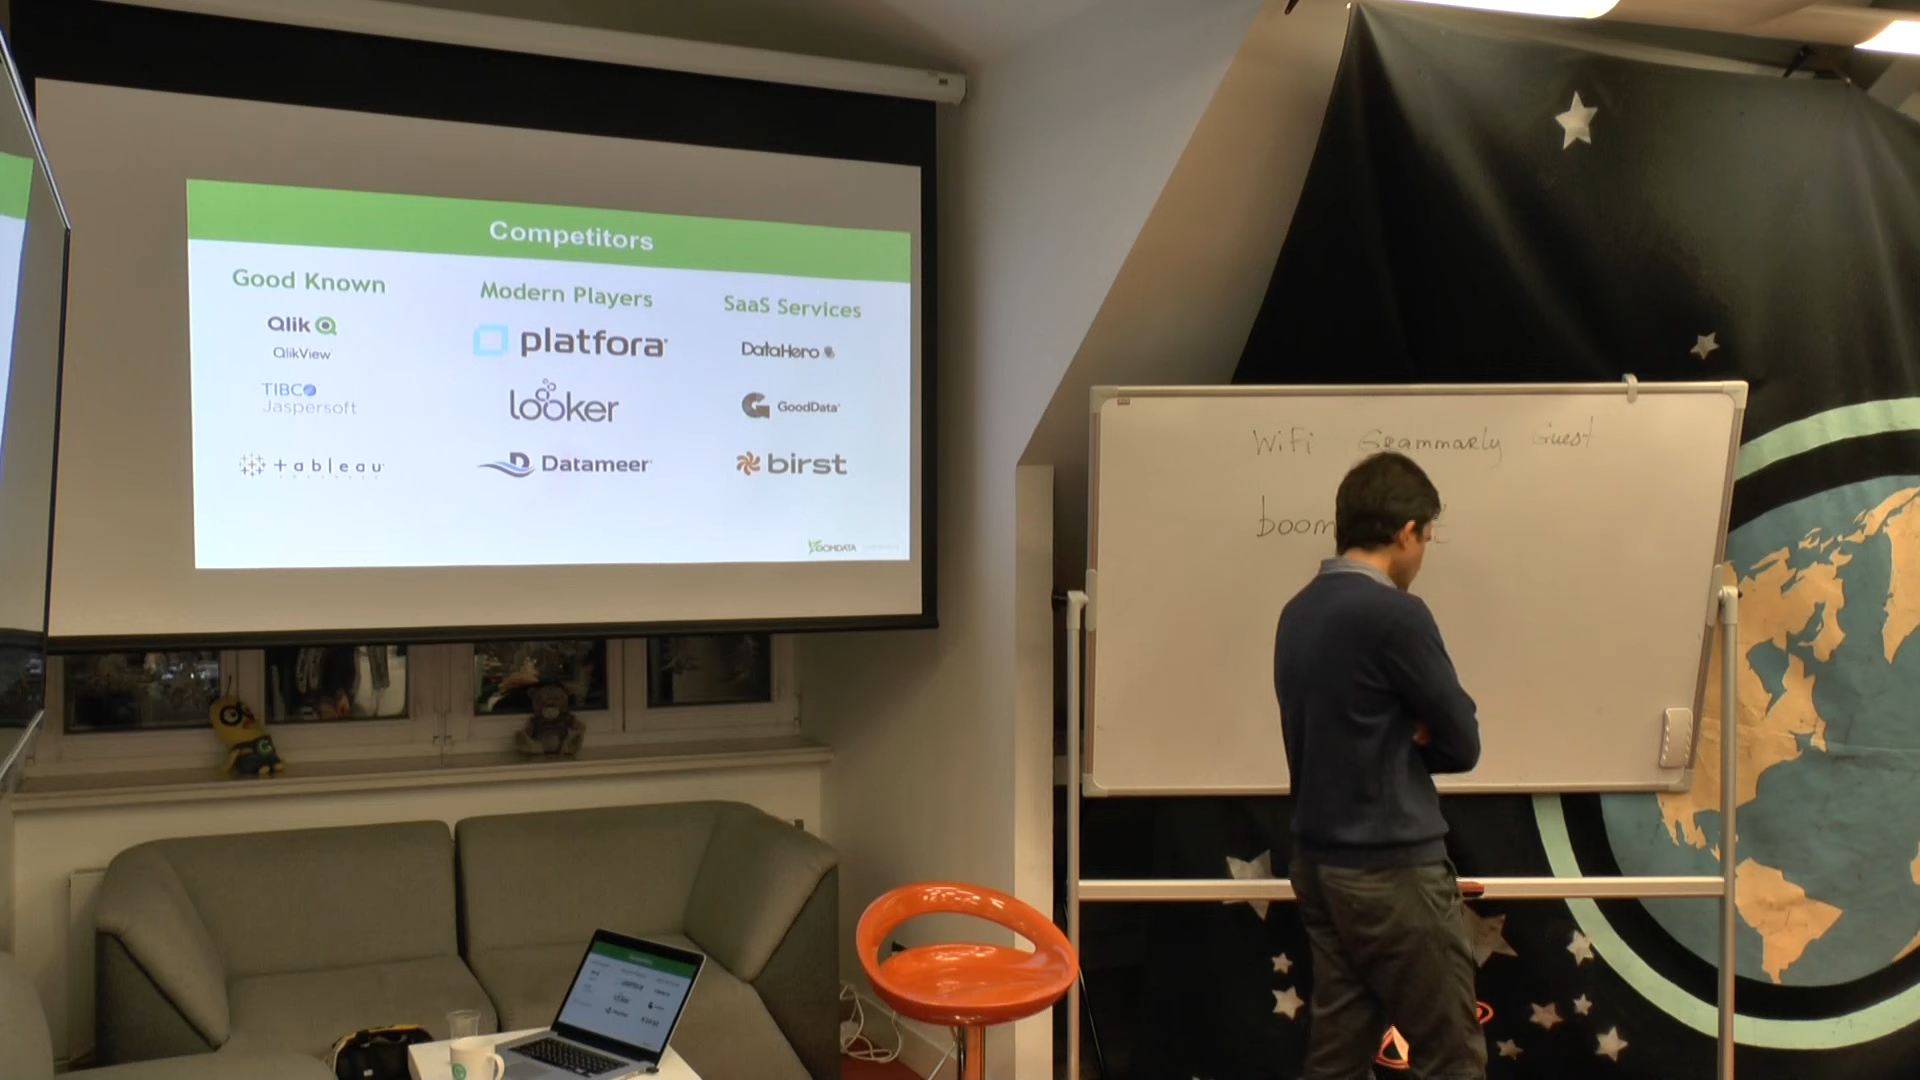 Competitors
Good Known
Modern Players
SaaS Services
Qlik
QlikView
TIBCO
Jaspersoft
+ableau
platfora
looker
Datameer
DataHero
GoodData
birst
WiFi Grammarly Guest
boom